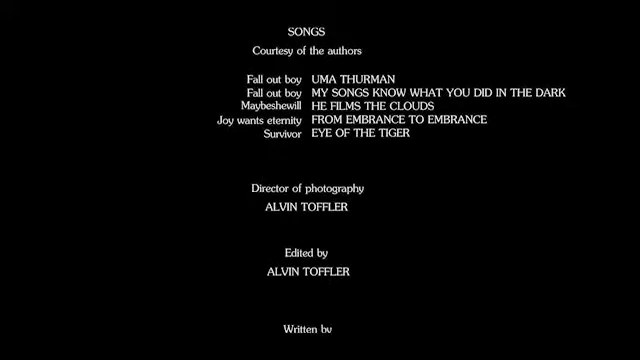 SONGS
Courtesy of the authors
Fall out boy UMA THURMAN
Fall out boy MY SONGS KNOW WHAT YOU DID IN THE DARK
Maybeshewill HE FILMS THE CLOUDS
Joy wants eternity FROM EMBRANCE TO EMBRANCE
Survivor EYE OF THE TIGER
Director of photography
ALVIN TOFFLER
Edited by
ALVIN TOFFLER
Written by